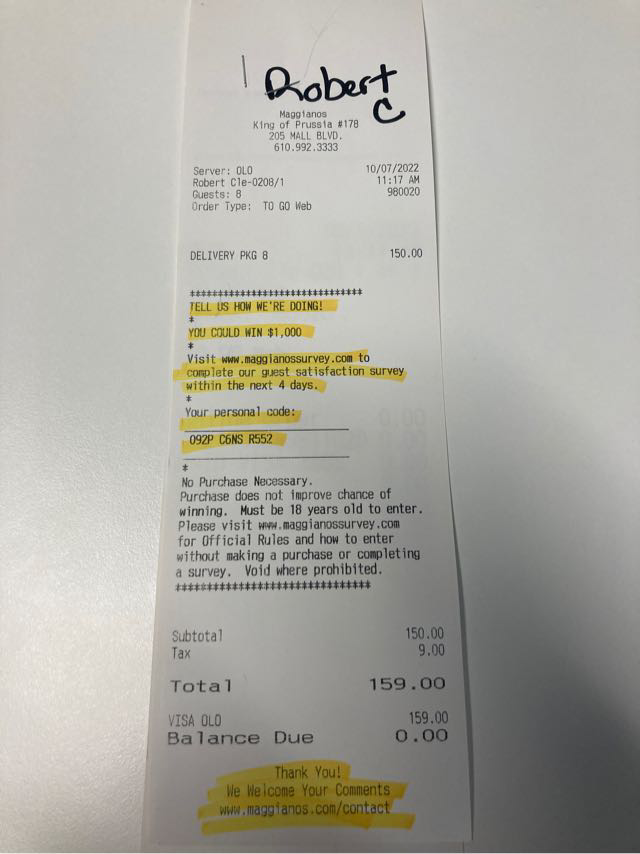 Robert
C
Maggianos
King of Prussia #178
205 MALL BLVD.
610.992.3333
Server: OLO 10/07/2022
Robert Cle-0208/1 11:17 AM
Guests: 8 980020
Order Type: TO GO Web
DELIVERY PKG 8 150.00
*******************************
TELL US HOW WE'RE DOING!
*
YOU COULD WIN $1,000
*
Visit www.maggianossurvey.com to
complete our guest satisfaction survey
within the next 4 days.
*
Your personal code:
092P C6NS R552
*
No Purchase Necessary.
Purchase does not improve chance of
winning. Must be 18 years old to enter.
Please visit www.maggianossurvey.com
for Official Rules and how to enter
without making a purchase or completing
a survey. Void where prohibited.
*******************************
Subtotal 150.00
Tax 9.00
Total 159.00
VISA OLO 159.00
Balance Due 0.00
Thank You!
We Welcome Your Comments
www.maggianos.com/contact